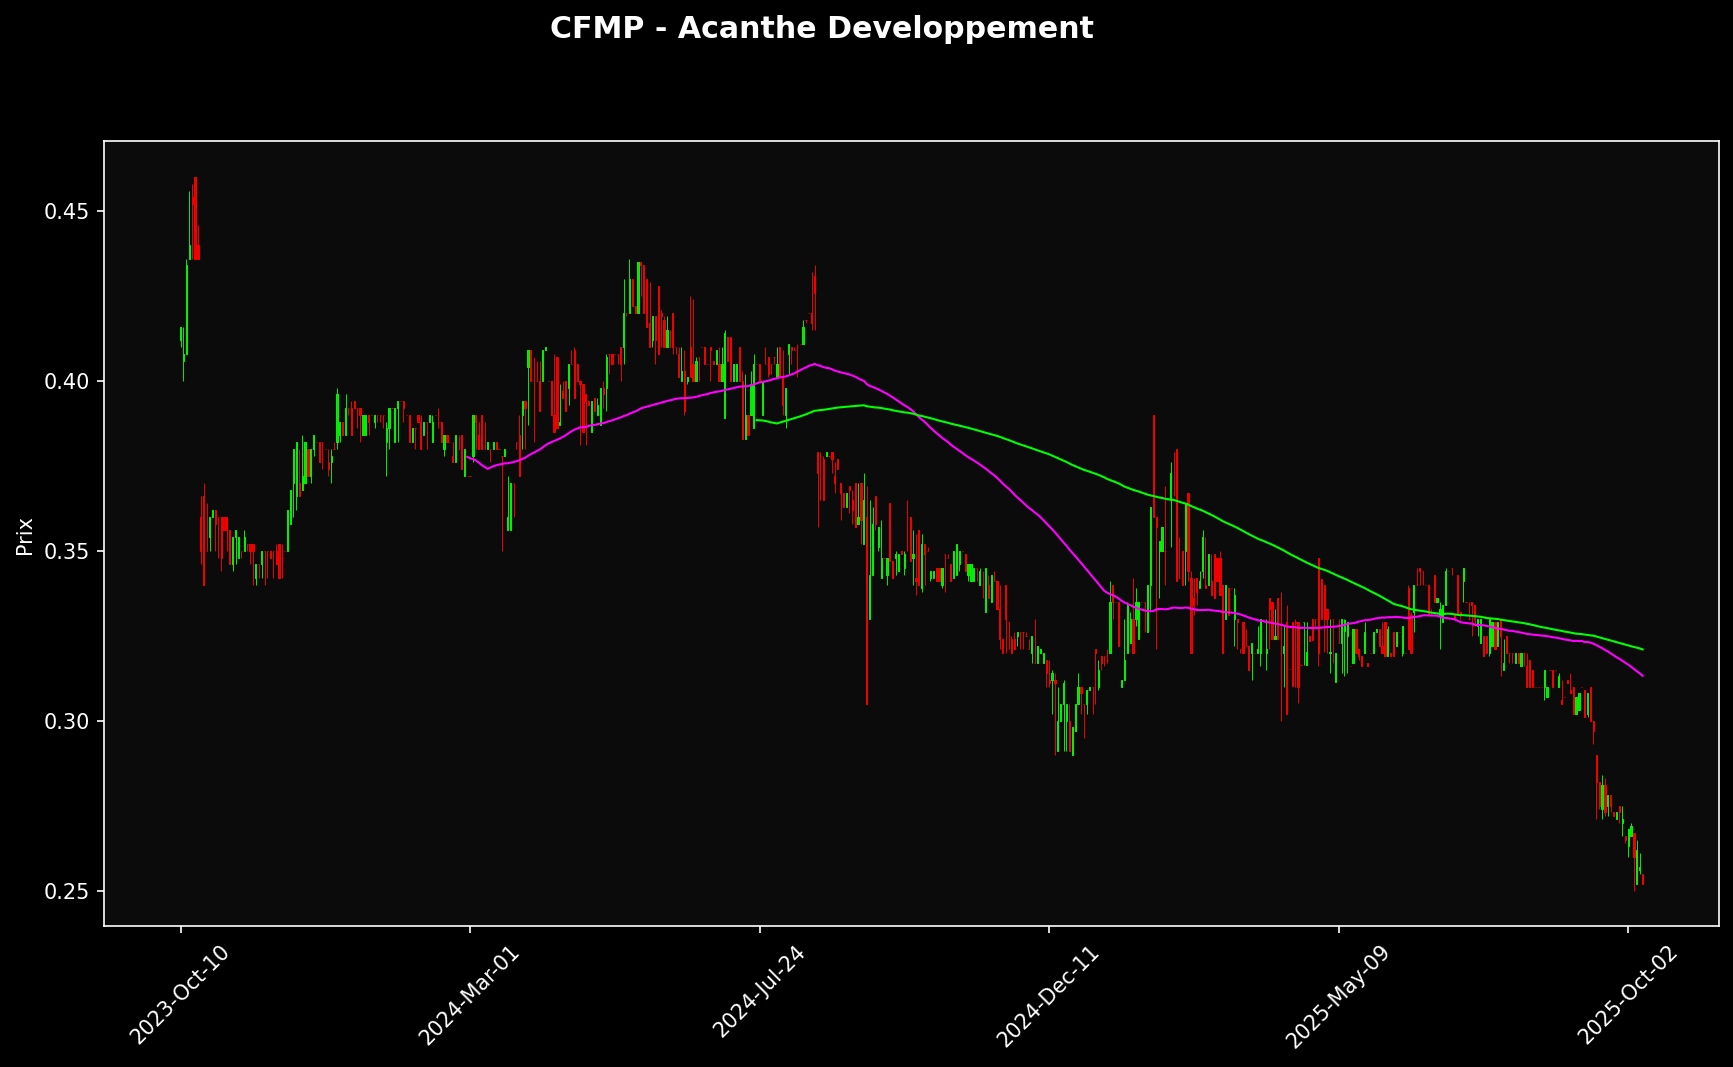 CFMP - Acanthe Developpement
Prix
0.45
0.40
0.35
0.30
0.25
2023-Oct-10
2024-Mar-01
2024-Jul-24
2024-Dec-11
2025-May-09
2025-Oct-02